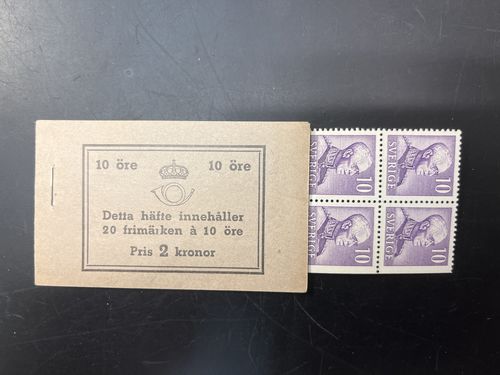 10 öre 10 öre
Detta häfte innehåller
20 frimärken à 10 öre
Pris 2 kronor
SVERIGE 10
SVERIGE 10
SVERIGE 10
SVERIGE 10